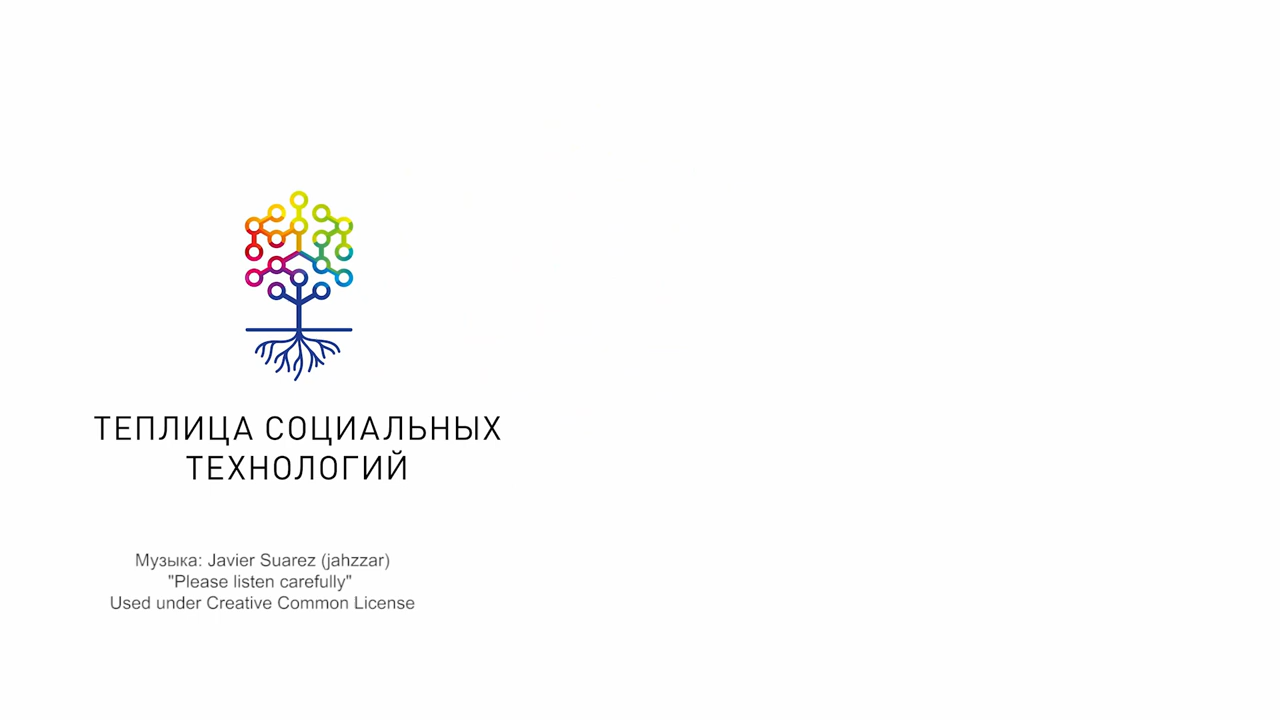 ТЕПЛИЦА СОЦИАЛЬНЫХ
ТЕХНОЛОГИЙ
Музыка: Javier Suarez (jahzzar)
"Please listen carefully"
Used under Creative Common License